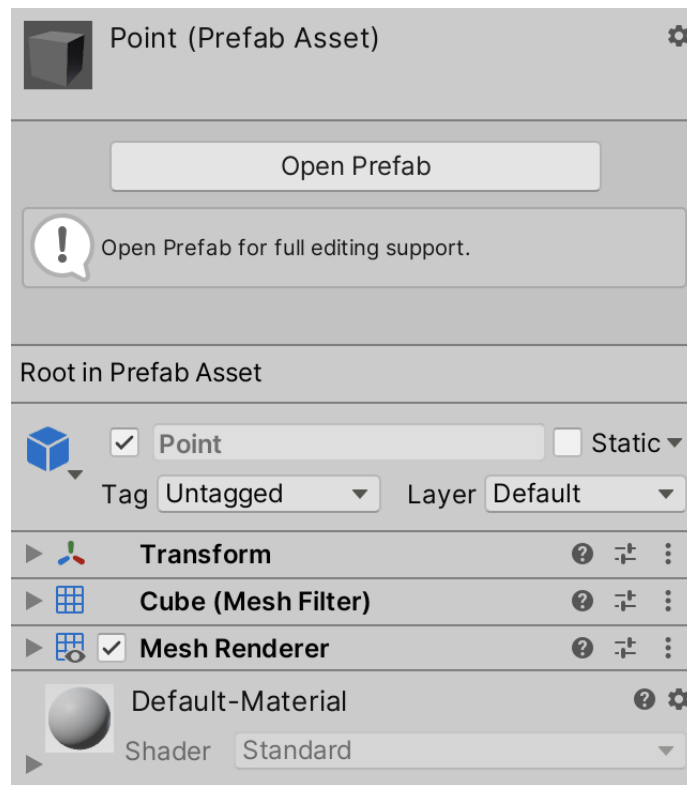 Point (Prefab Asset)
Open Prefab
Open Prefab for full editing support.
Root in Prefab Asset
Point Static
Tag Untagged Layer Default
Transform
Cube (Mesh Filter)
Mesh Renderer
Default-Material
Shader Standard